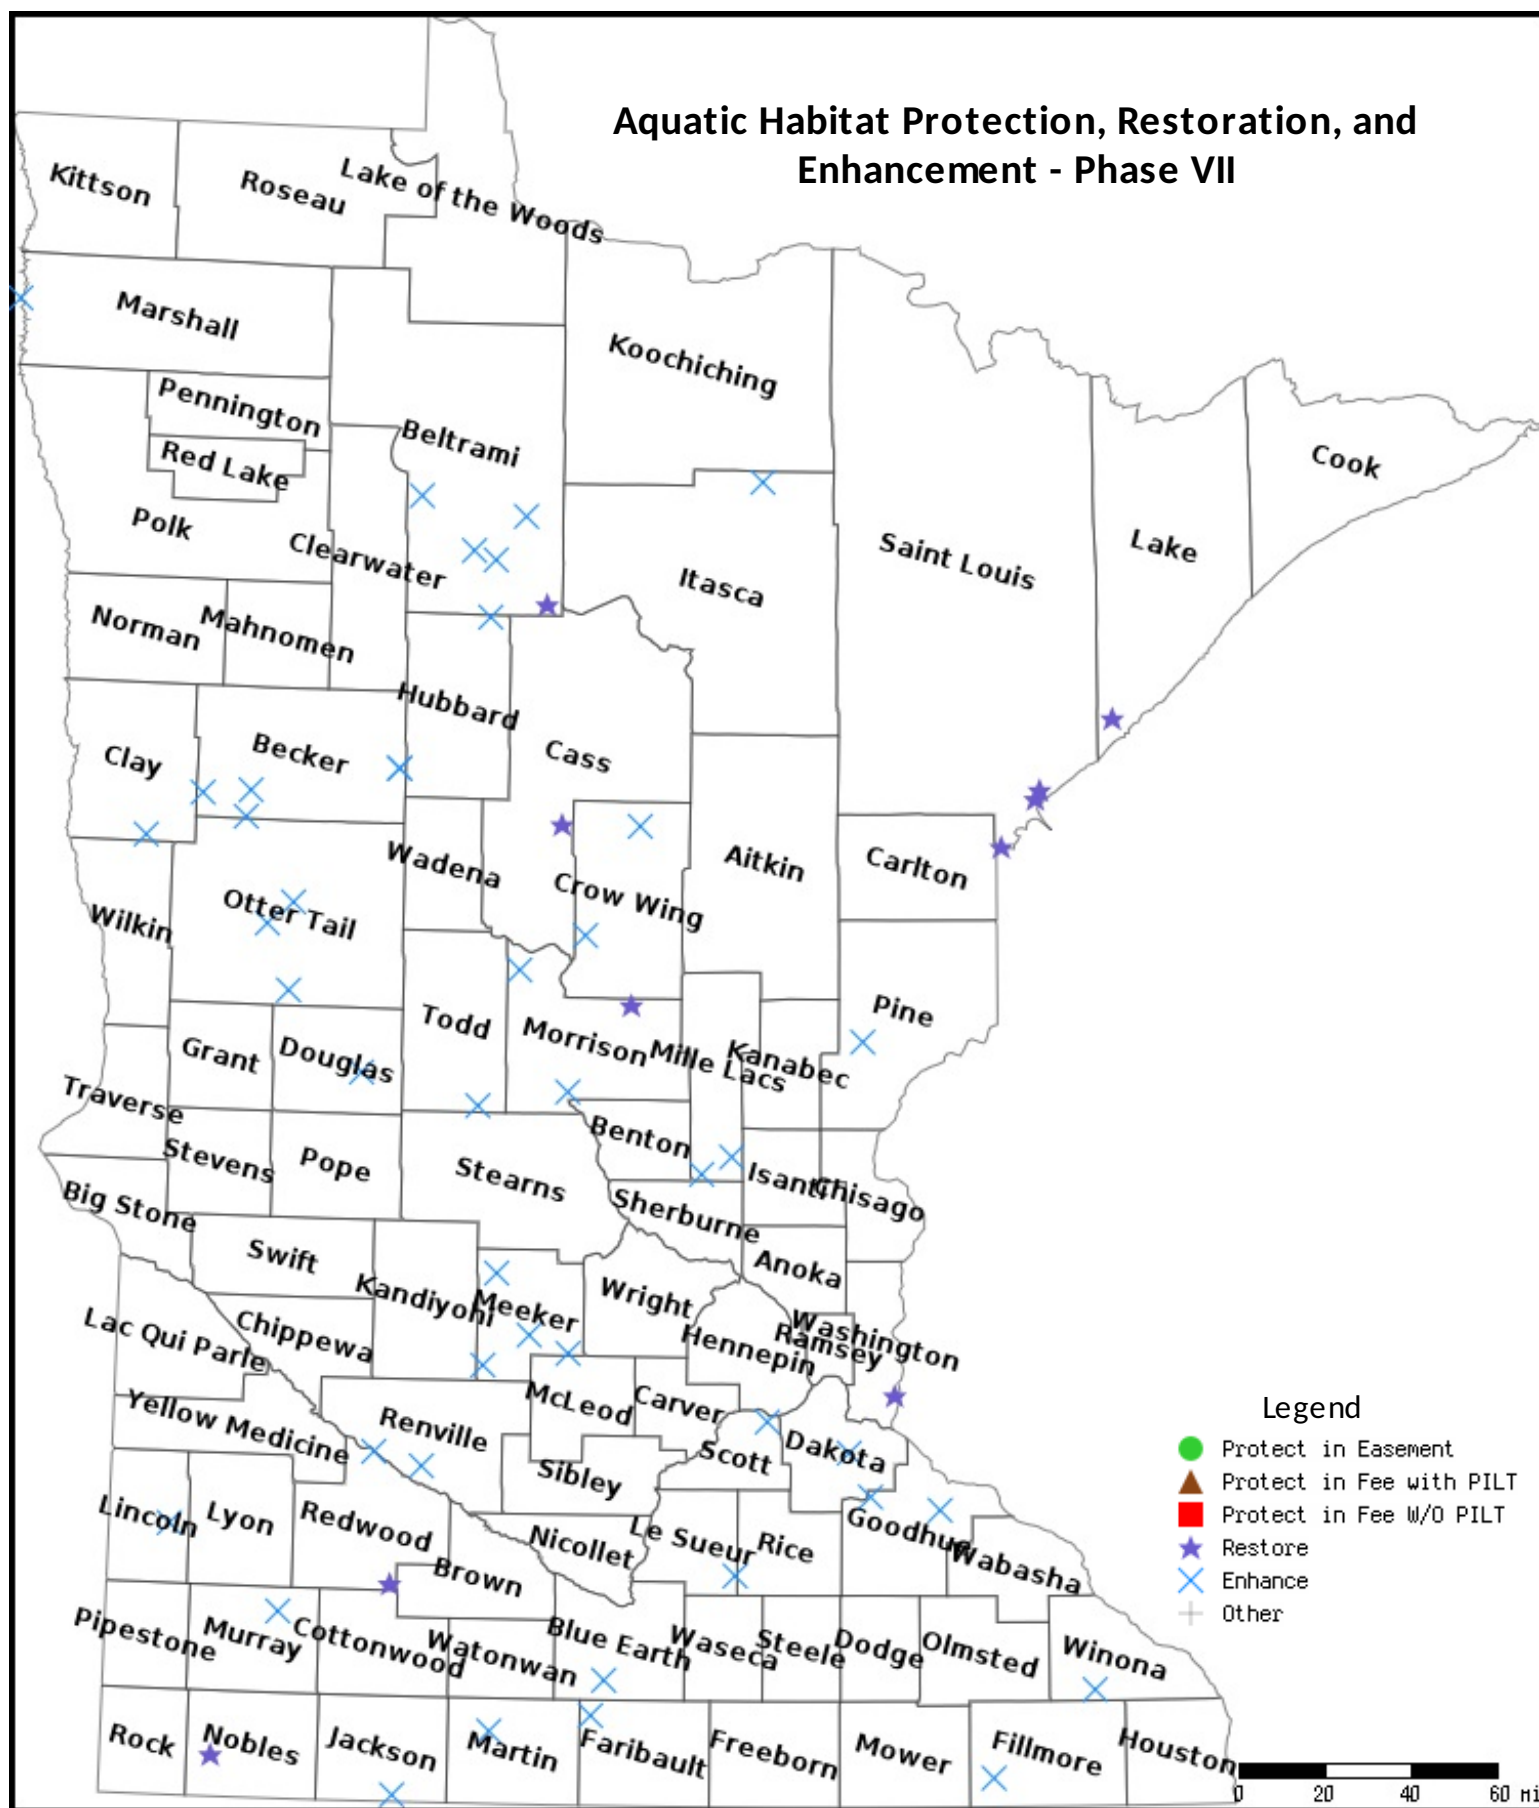 Aquatic Habitat Protection, Restoration, and
Enhancement - Phase VII
Kittson
Roseau
Lake of the Woods
Marshall
Koochiching
Pennington
Beltrami
Red Lake
Cook
Polk
Clearwater
Saint Louis
Lake
Itasca
Norman
Mahnomen
Hubbard
Clay
Becker
Cass
Wadena
Aitkin
Carlton
Crow Wing
Otter Tail
Wilkin
Pine
Todd
Morrison
Mille Lacs
Kanabec
Grant
Douglas
Traverse
Benton
Stevens
Pope
Stearns
Isanti
Chisago
Big Stone
Sherburne
Swift
Anoka
Kandiyohi
Meeker
Wright
Lac Qui Parle
Chippewa
Washington
Ramsey
Hennepin
McLeod
Carver
Yellow Medicine
Renville
Scott
Dakota
Sibley
Lincoln
Lyon
Redwood
Nicollet
Le Sueur
Rice
Goodhue
Wabasha
Brown
Pipestone
Murray
Cottonwood
Watonwan
Blue Earth
Waseca
Steele
Dodge
Olmsted
Winona
Rock
Nobles
Jackson
Martin
Faribault
Freeborn
Mower
Fillmore
Houston
Legend
Protect in Easement
Protect in Fee with PILT
Protect in Fee W/O PILT
Restore
Enhance
Other
0 20 40 60 mi